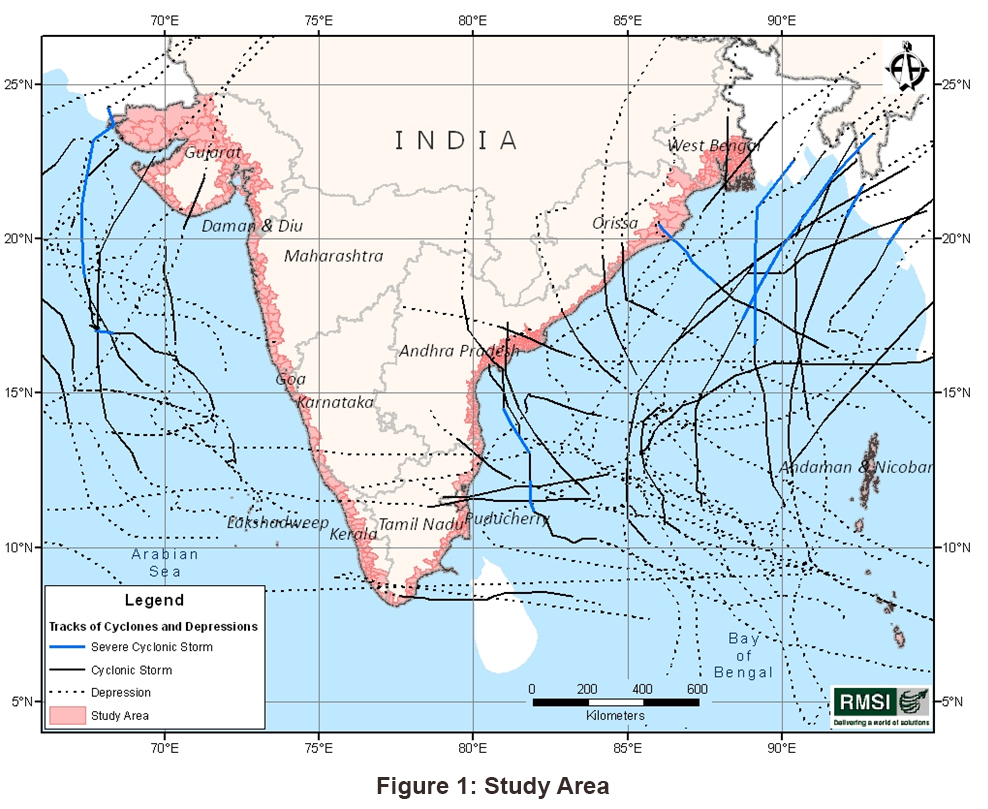 70°E 75°E 80°E 85°E 90°E
25°N 25°N
INDIA
West Bengal
Gujarat
Orissa
Daman & Diu
20°N 20°N
Maharashtra
Andhra Pradesh
Goa
15°N 15°N
Karnataka
Andaman & Nicobar
Lakshadweep
Tamil Nadu
Puducherry
Kerala
10°N 10°N
Arabian
Sea
Legend
Tracks of Cyclones and Depressions
Severe Cyclonic Storm
Cyclonic Storm
Depression
Study Area
Bay
of
Bengal
0 200 400 600
Kilometers
RMSI
Delivering a world of solutions
5°N 5°N
70°E 75°E 80°E 85°E 90°E
Figure 1: Study Area